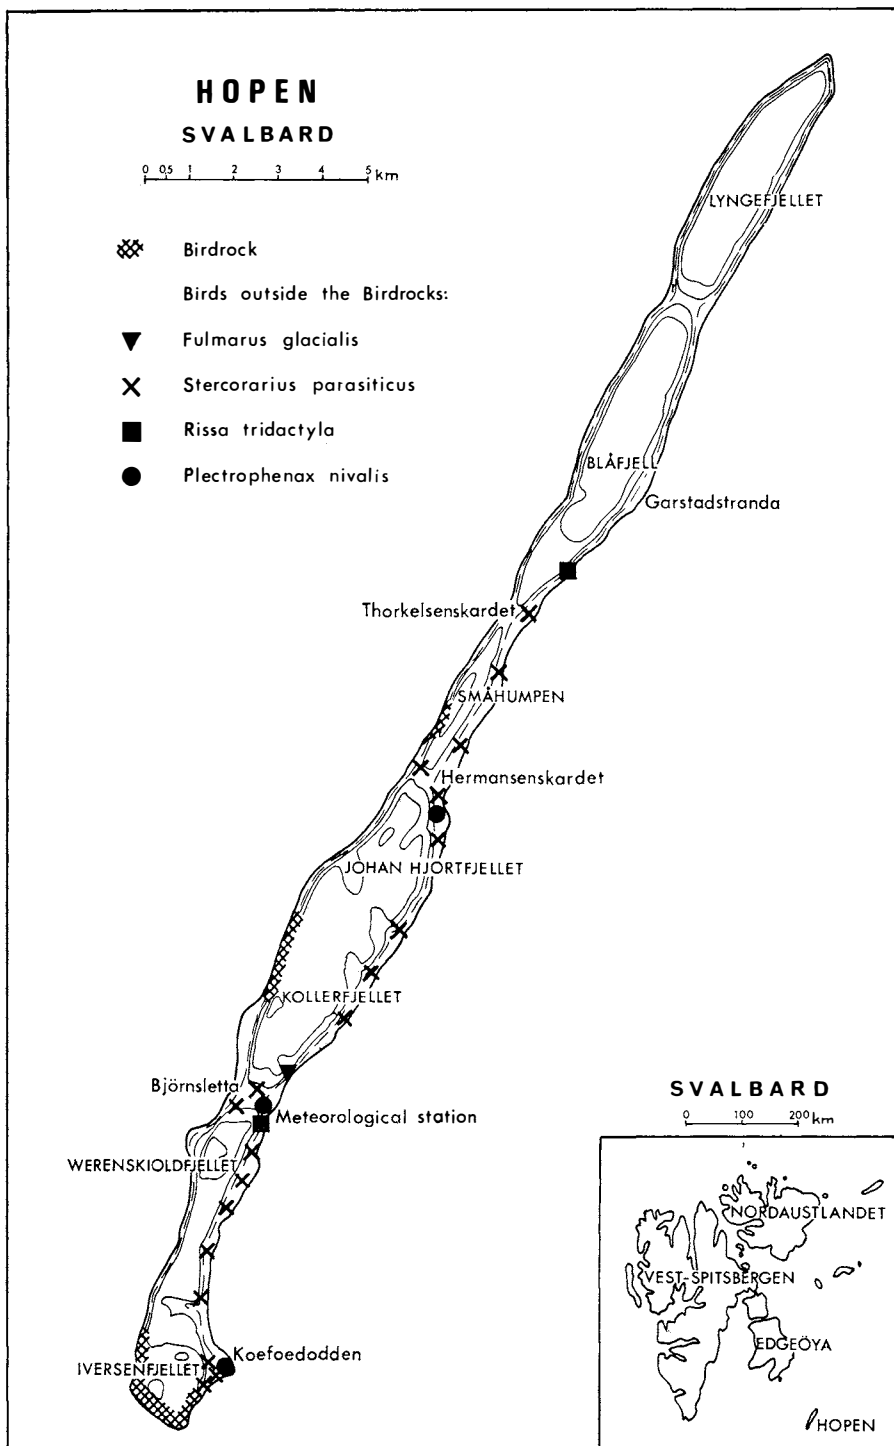 HOPEN
SVALBARD
0 0,5 1 2 3 4 5 km
Birdrock
Birds outside the Birdrocks:
Fulmarus glacialis
Stercorarius parasiticus
Rissa tridactyla
Plectrophenax nivalis
LYNGEFJELLET
BLÅFJELL
Garstadstranda
Thorkelsenskardet
SMÅHUMPEN
Hermansenskardet
JOHAN HJORTFJELLET
KOLLERFJELLET
Björnsletta
Meteorological station
WERENSKIOLDFJELLET
Koefoedodden
IVERSENFJELLET
SVALBARD
0 100 200 km
NORDAUSTLANDET
VEST-SPITSBERGEN
EDGEÖYA
HOPEN